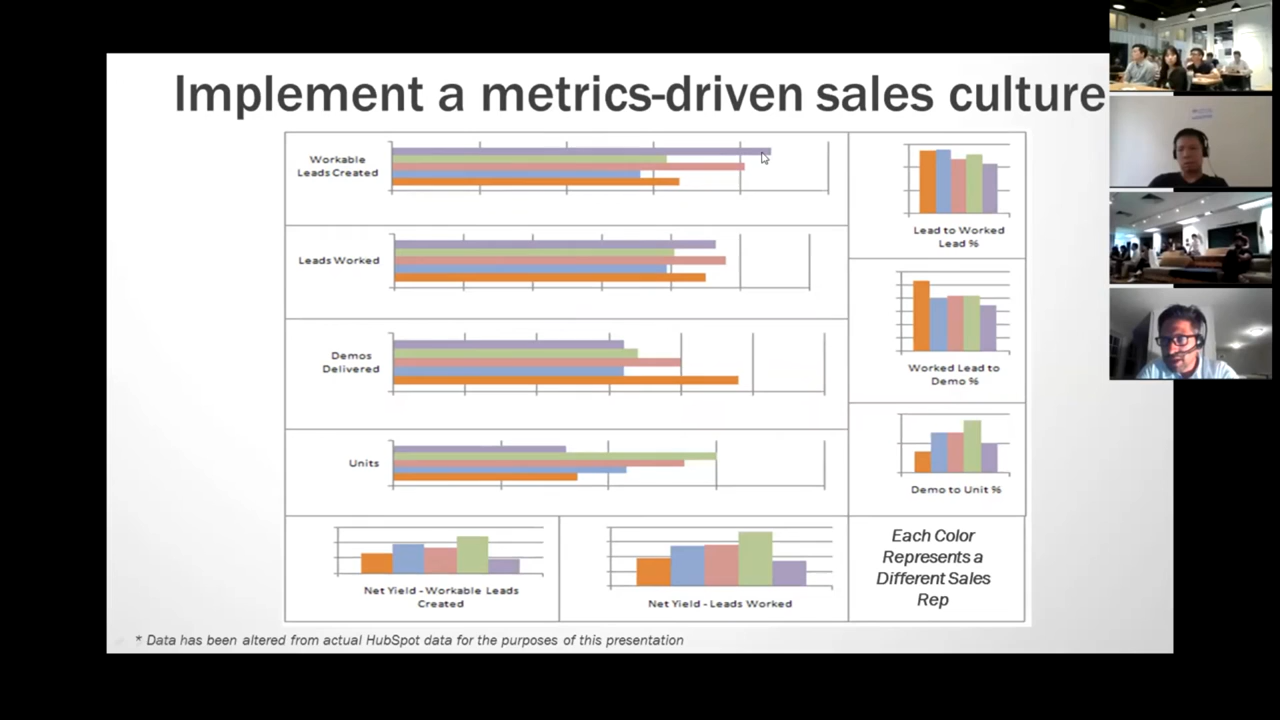 Implement a metrics-driven sales culture
Workable
Leads Created
Lead to Worked
Lead %
Leads Worked
Demos
Delivered
Worked Lead to
Demo %
Units
Demo to Unit %
Net Yield - Workable Leads
Created
Net Yield - Leads Worked
Each Color
Represents a
Different Sales
Rep
* Data has been altered from actual HubSpot data for the purposes of this presentation